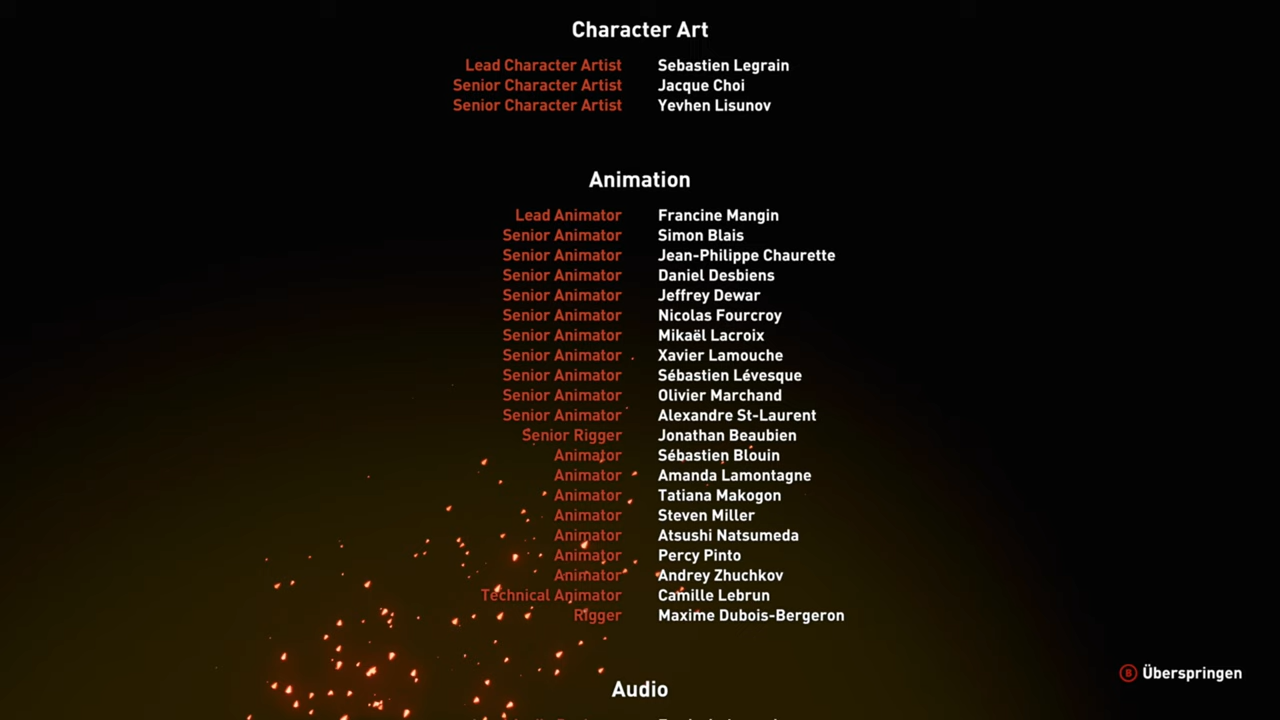 Character Art
Lead Character Artist Sebastien Legrain
Senior Character Artist Jacque Choi
Senior Character Artist Yevhen Lisunov
Animation
Lead Animator Francine Mangin
Senior Animator Simon Blais
Senior Animator Jean-Philippe Chaurette
Senior Animator Daniel Desbiens
Senior Animator Jeffrey Dewar
Senior Animator Nicolas Fourcroy
Senior Animator Mikaël Lacroix
Senior Animator Xavier Lamouche
Senior Animator Sébastien Lévesque
Senior Animator Olivier Marchand
Senior Animator Alexandre St-Laurent
Senior Rigger Jonathan Beaubien
Animator Sébastien Blouin
Animator Amanda Lamontagne
Animator Tatiana Makogon
Animator Steven Miller
Animator Atsushi Natsumeda
Animator Percy Pinto
Animator Andrey Zhuchkov
Technical Animator Camille Lebrun
Rigger Maxime Dubois-Bergeron
B Überspringen
Audio